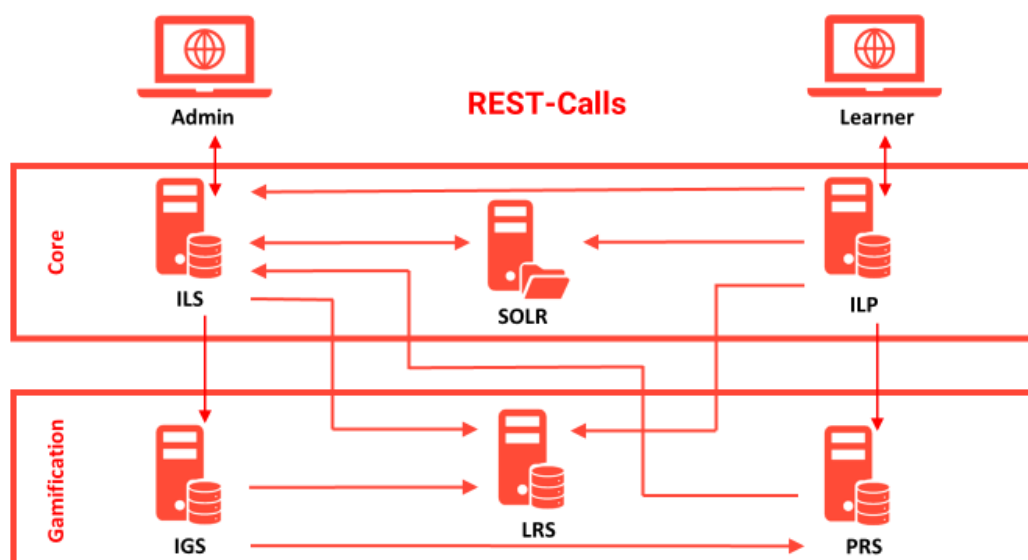 Admin
REST-Calls
Learner
Core
ILS
SOLR
ILP
Gamification
IGS
LRS
PRS